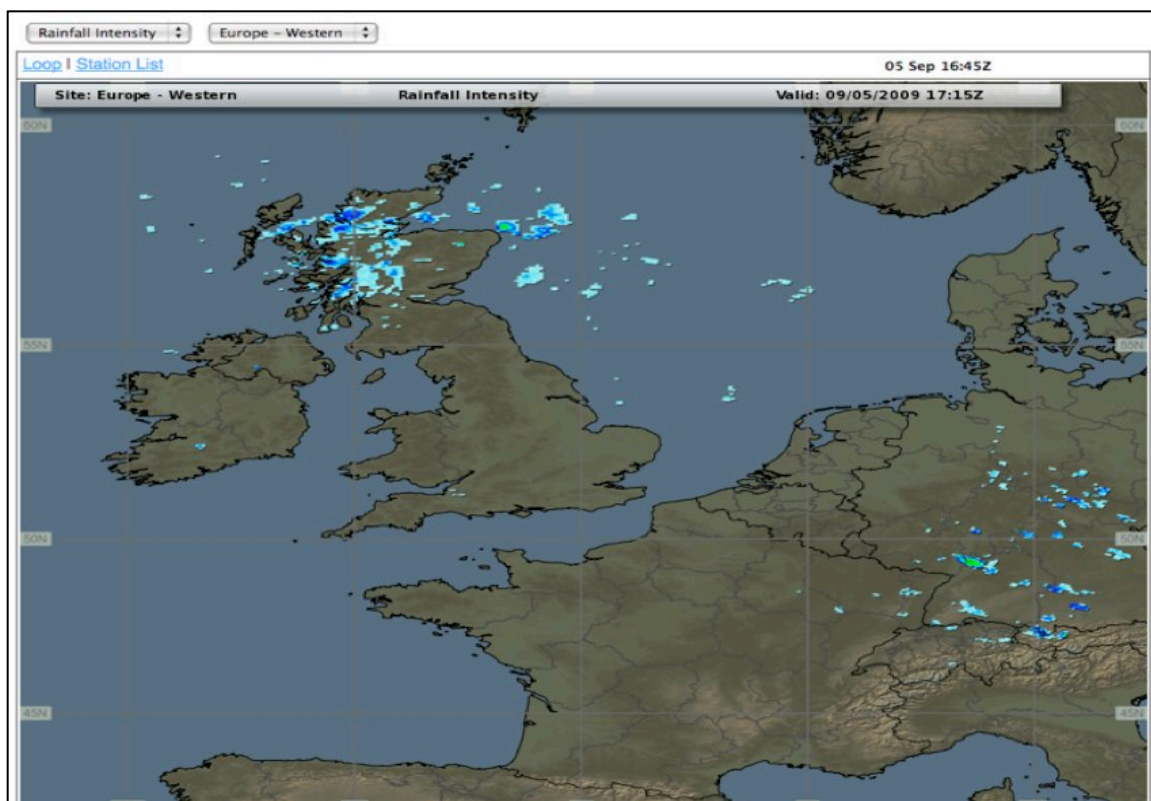 Rainfall Intensity Europe – Western
Loop | Station List 05 Sep 16:45Z
Site: Europe - Western Rainfall Intensity Valid: 09/05/2009 17:15Z
60N 60N
55N 55N
50N 50N
45N 45N